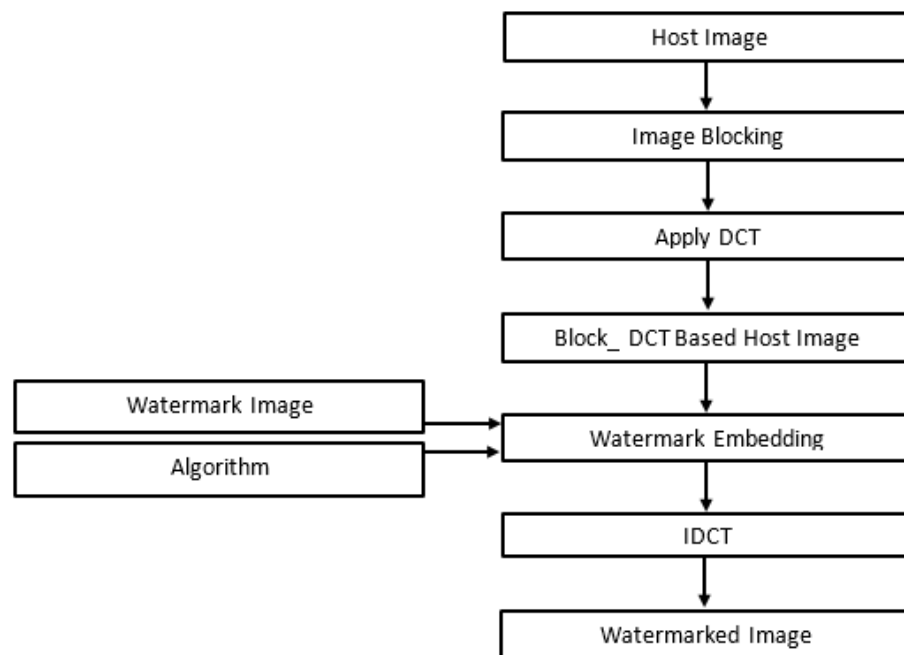 Host Image
Image Blocking
Apply DCT
Block_ DCT Based Host Image
Watermark Image
Watermark Embedding
Algorithm
IDCT
Watermarked Image